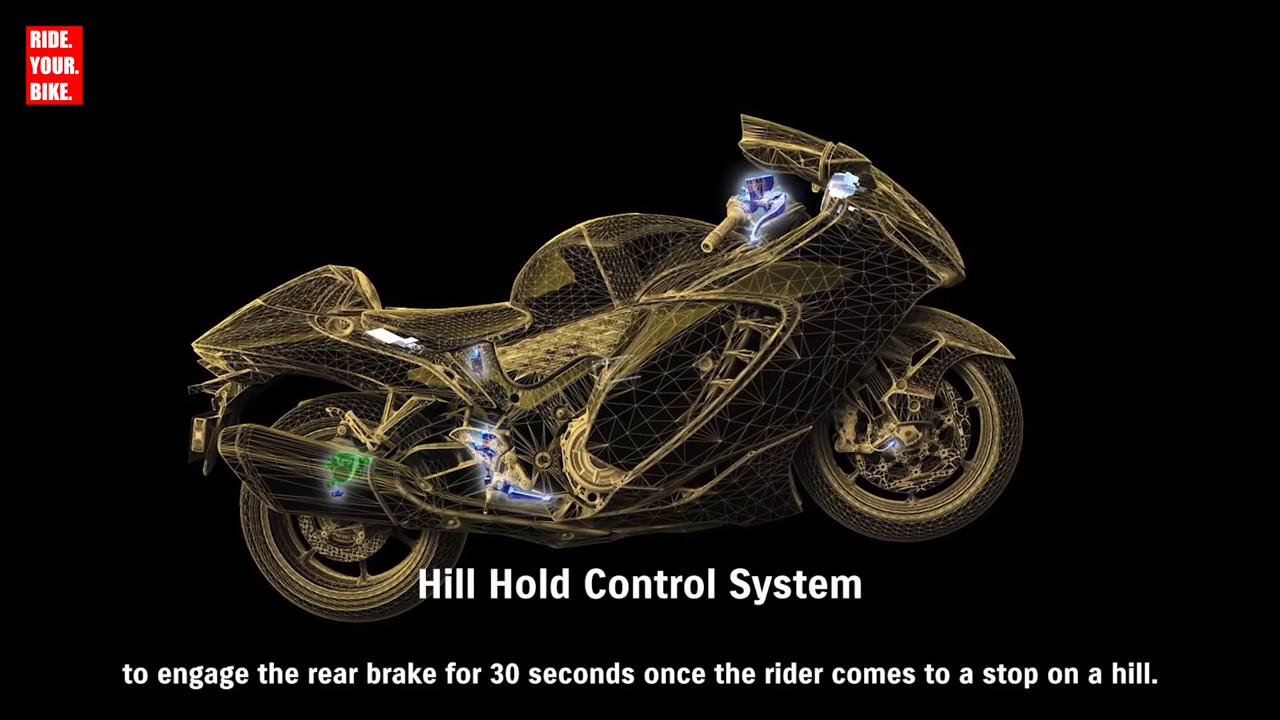 RIDE.
YOUR.
BIKE.
Hill Hold Control System
to engage the rear brake for 30 seconds once the rider comes to a stop on a hill.